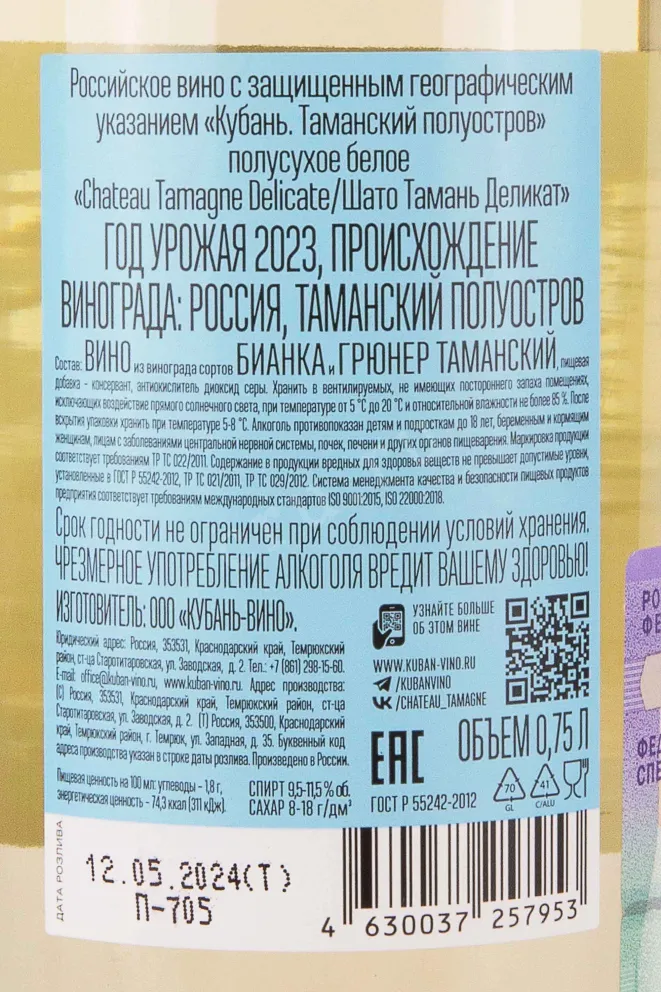 Российское вино с защищенным географическим
указанием «Кубань. Таманский полуостров»
полусухое белое
«Chateau Tamagne Delicate/Шато Тамань Деликат»
ГОД УРОЖАЯ 2023, ПРОИСХОЖДЕНИЕ
ВИНОГРАДА: РОССИЯ, ТАМАНСКИЙ ПОЛУОСТРОВ
Состав: ВИНО из винограда сортов БИАНКА и ГРЮНЕР ТАМАНСКИЙ, пищевая
добавка - консервант, антиокислитель диоксид серы. Хранить в вентилируемых, не имеющих постороннего запаха помещениях,
исключающих воздействие прямого солнечного света, при температуре от 5 °C до 20 °C и относительной влажности не более 85 %. После
вскрытия упаковки хранить при температуре 5-8 °C. Алкоголь противопоказан детям и подросткам до 18 лет, беременным и кормящим
женщинам, лицам с заболеваниями центральной нервной системы, почек, печени и других органов пищеварения. Маркировка продукции
соответствует требованиям ТР ТС 022/2011. Содержание в продукции вредных для здоровья веществ не превышает допустимые уровни,
установленные в ГОСТ Р 55242-2012, ТР ТС 021/2011, ТР ТС 029/2012. Система менеджмента качества и безопасности пищевых продуктов
предприятия соответствует требованиям международных стандартов ISO 9001:2015, ISO 22000:2018.
Срок годности не ограничен при соблюдении условий хранения.
ЧРЕЗМЕРНОЕ УПОТРЕБЛЕНИЕ АЛКОГОЛЯ ВРЕДИТ ВАШЕМУ ЗДОРОВЬЮ!
ИЗГОТОВИТЕЛЬ: ООО «КУБАНЬ-ВИНО».
Юридический адрес: Россия, 353531, Краснодарский край, Темрюкский
район, ст-ца Старотитаровская, ул. Заводская, д. 2. Тел.: +7 (861) 298-15-60.
E-mail: office@kuban-vino.ru, www.kuban-vino.ru. Адрес производства:
(С) Россия, 353531, Краснодарский край, Темрюкский район, ст-ца
Старотитаровская, ул. Заводская, д. 2. (Т) Россия, 353500, Краснодарский
край, Темрюкский район, г. Темрюк, ул. Западная, д. 35. Буквенный код
адреса производства указан в строке даты розлива. Произведено в России.
Пищевая ценность на 100 мл: углеводы - 1,8 г,
энергетическая ценность - 74,3 ккал (311 кДж).
СПИРТ 9,5-11,5 % об.
САХАР 8-18 г/дм³
УЗНАЙТЕ БОЛЬШЕ
ОБ ЭТОМ ВИНЕ
WWW.KUBAN-VINO.RU
/KUBANVINO
/CHATEAU_TAMAGNE
EAC
ОБЪЕМ 0,75 Л
ГОСТ Р 55242-2012
70
GL
41
C/ALU
ДАТА РОЗЛИВА
12.05.2024(Т)
П-705
4 630037 257953
РО
ФЕ
ФЕД
СПЕ